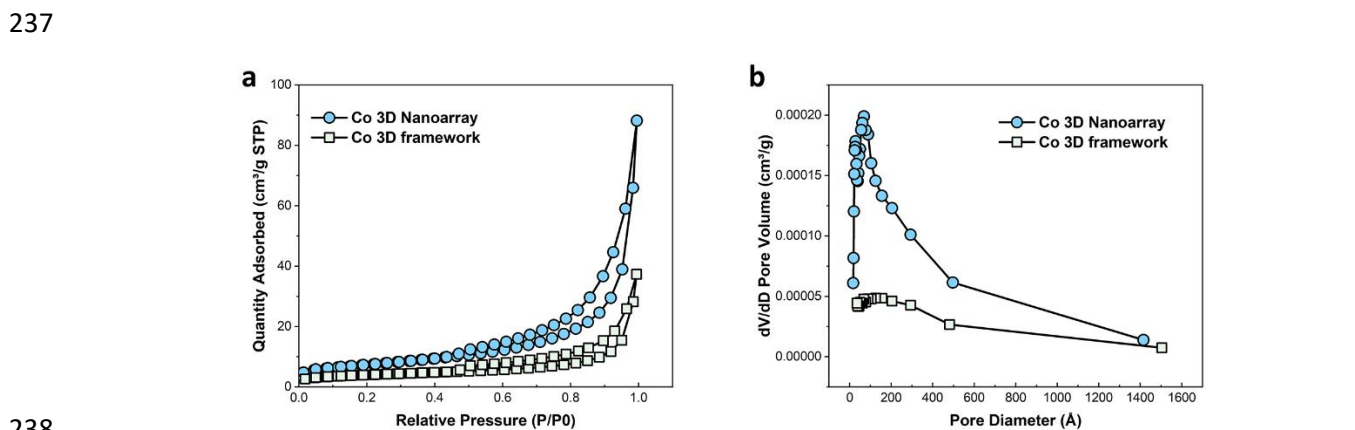 237
a
100
80
60
40
20
0
Quantity Adsorbed (cm³/g STP)
Co 3D Nanoarray
Co 3D framework
0.0 0.2 0.4 0.6 0.8 1.0
Relative Pressure (P/P0)
b
0.00020
0.00015
0.00010
0.00005
0.00000
dV/dD Pore Volume (cm³/g)
Co 3D Nanoarray
Co 3D framework
0 200 400 600 800 1000 1200 1400 1600
Pore Diameter (Å)
238